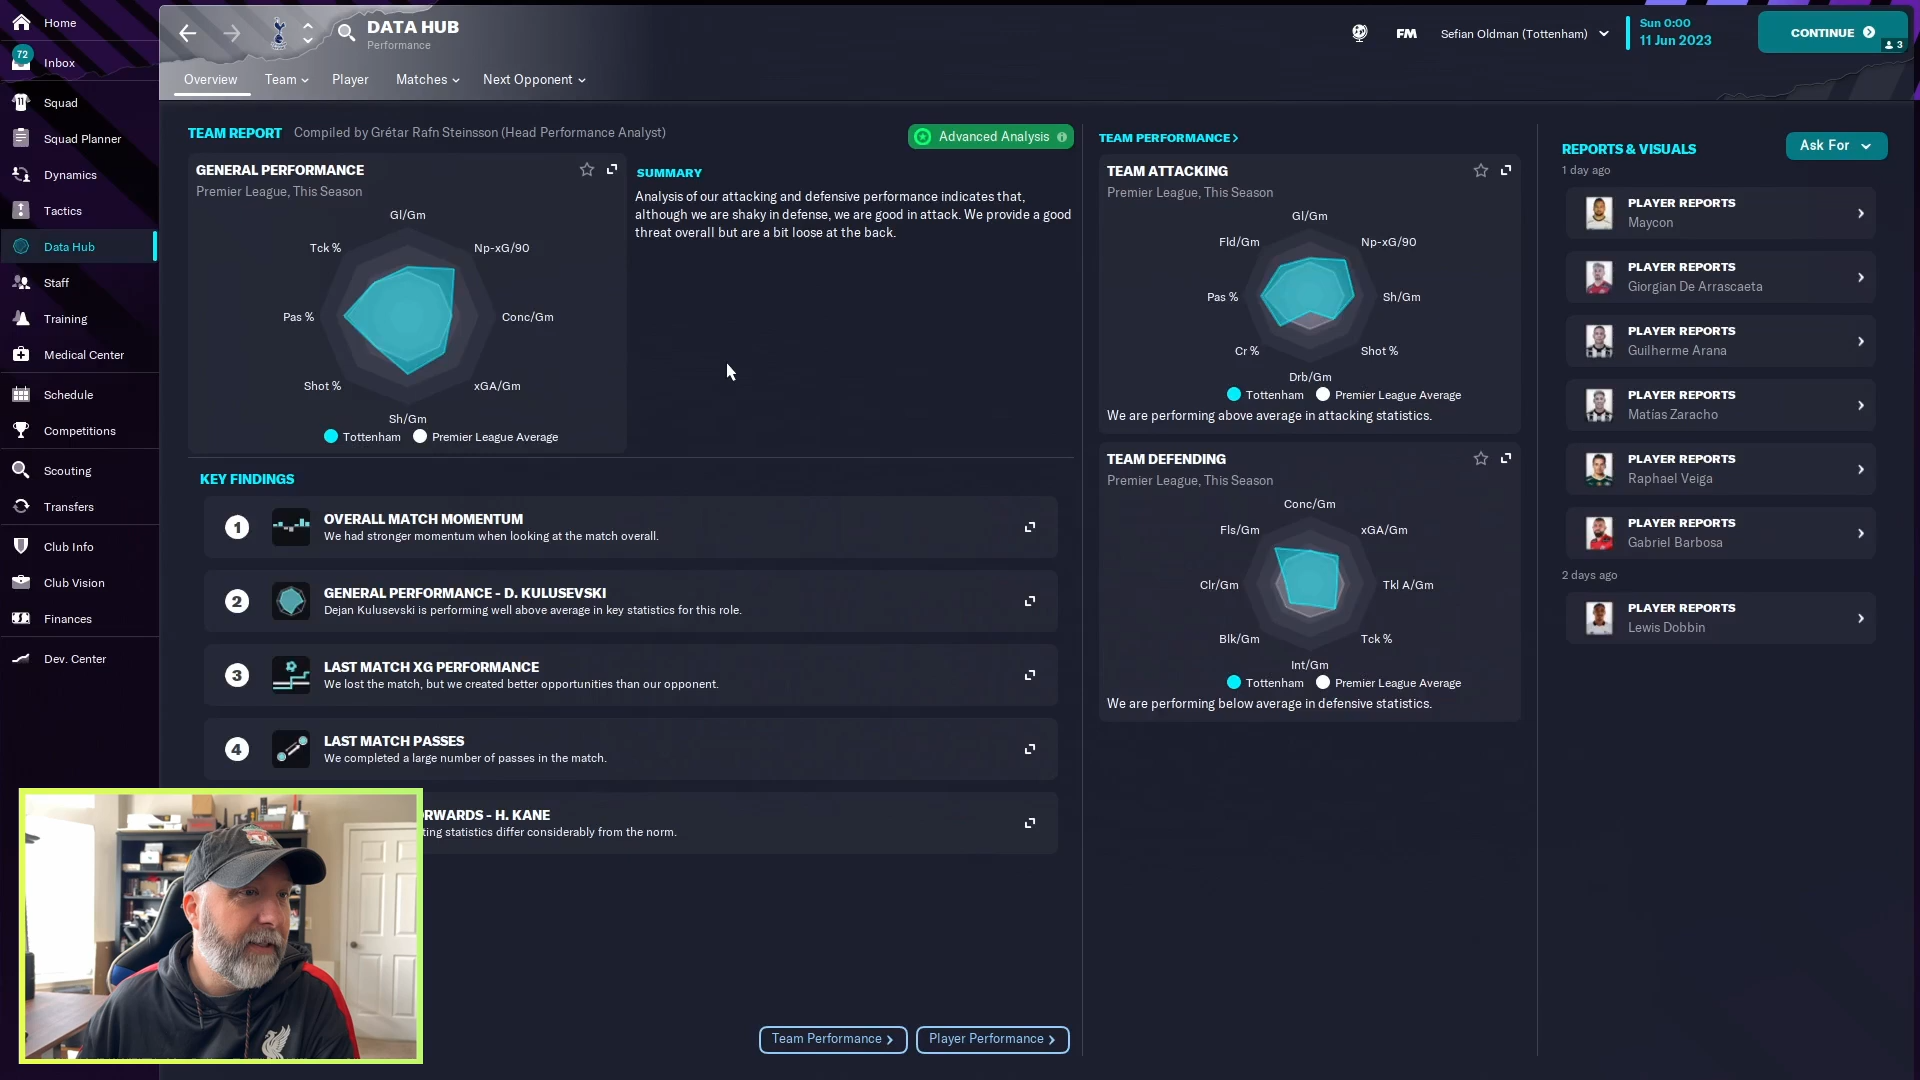 Home
72
Inbox
Squad
Squad Planner
Dynamics
Tactics
Data Hub
Staff
Training
Medical Center
Schedule
Competitions
Scouting
Transfers
Club Info
Club Vision
Finances
Dev. Center
DATA HUB
Performance
FM
Sefian Oldman (Tottenham)
Sun 0:00
11 Jun 2023
CONTINUE
3
Overview
Team
Player
Matches
Next Opponent
TEAM REPORT Compiled by Grétar Rafn Steinsson (Head Performance Analyst)
Advanced Analysis
GENERAL PERFORMANCE
Premier League, This Season
Gl/Gm
Tck %
Np-xG/90
Pas %
Conc/Gm
Shot %
xGA/Gm
Sh/Gm
Tottenham
Premier League Average
SUMMARY
Analysis of our attacking and defensive performance indicates that,
although we are shaky in defense, we are good in attack. We provide a good
threat overall but are a bit loose at the back.
KEY FINDINGS
1
OVERALL MATCH MOMENTUM
We had stronger momentum when looking at the match overall.
2
GENERAL PERFORMANCE - D. KULUSEVSKI
Dejan Kulusevski is performing well above average in key statistics for this role.
3
LAST MATCH XG PERFORMANCE
We lost the match, but we created better opportunities than our opponent.
4
LAST MATCH PASSES
We completed a large number of passes in the match.
ORWARDS - H. KANE
ting statistics differ considerably from the norm.
Team Performance
Player Performance
TEAM PERFORMANCE
TEAM ATTACKING
Premier League, This Season
Gl/Gm
Fld/Gm
Np-xG/90
Pas %
Sh/Gm
Cr %
Shot %
Drb/Gm
Tottenham
Premier League Average
We are performing above average in attacking statistics.
TEAM DEFENDING
Premier League, This Season
Conc/Gm
Fls/Gm
xGA/Gm
Clr/Gm
Tkl A/Gm
Blk/Gm
Tck %
Int/Gm
Tottenham
Premier League Average
We are performing below average in defensive statistics.
REPORTS & VISUALS
Ask For
1 day ago
PLAYER REPORTS
Maycon
PLAYER REPORTS
Giorgian De Arrascaeta
PLAYER REPORTS
Guilherme Arana
PLAYER REPORTS
Matías Zaracho
PLAYER REPORTS
Raphael Veiga
PLAYER REPORTS
Gabriel Barbosa
2 days ago
PLAYER REPORTS
Lewis Dobbin